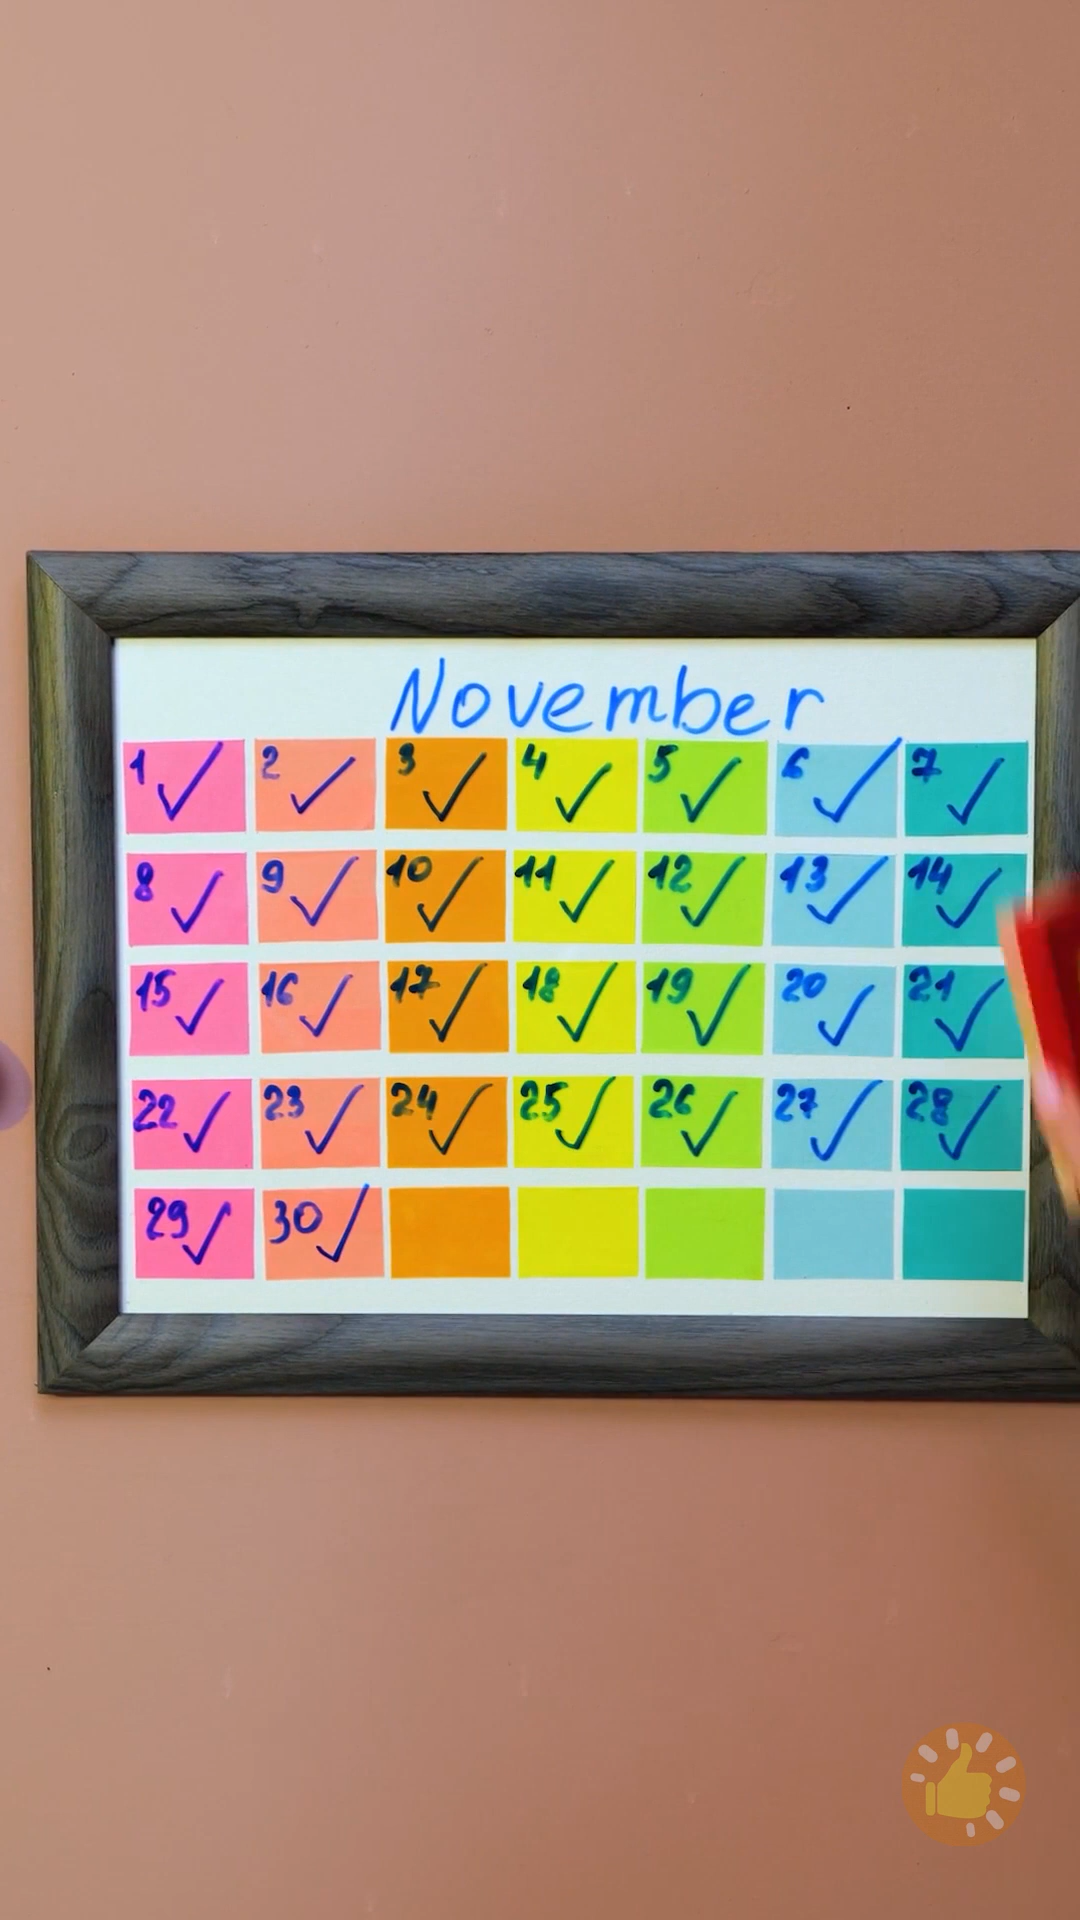 November
1 ✓ 2 ✓ 3 ✓ 4 ✓ 5 ✓ 6 ✓ 7 ✓
8 ✓ 9 ✓ 10 ✓ 11 ✓ 12 ✓ 13 ✓ 14 ✓
15 ✓ 16 ✓ 17 ✓ 18 ✓ 19 ✓ 20 ✓ 21 ✓
22 ✓ 23 ✓ 24 ✓ 25 ✓ 26 ✓ 27 ✓ 28 ✓
29 ✓ 30 ✓